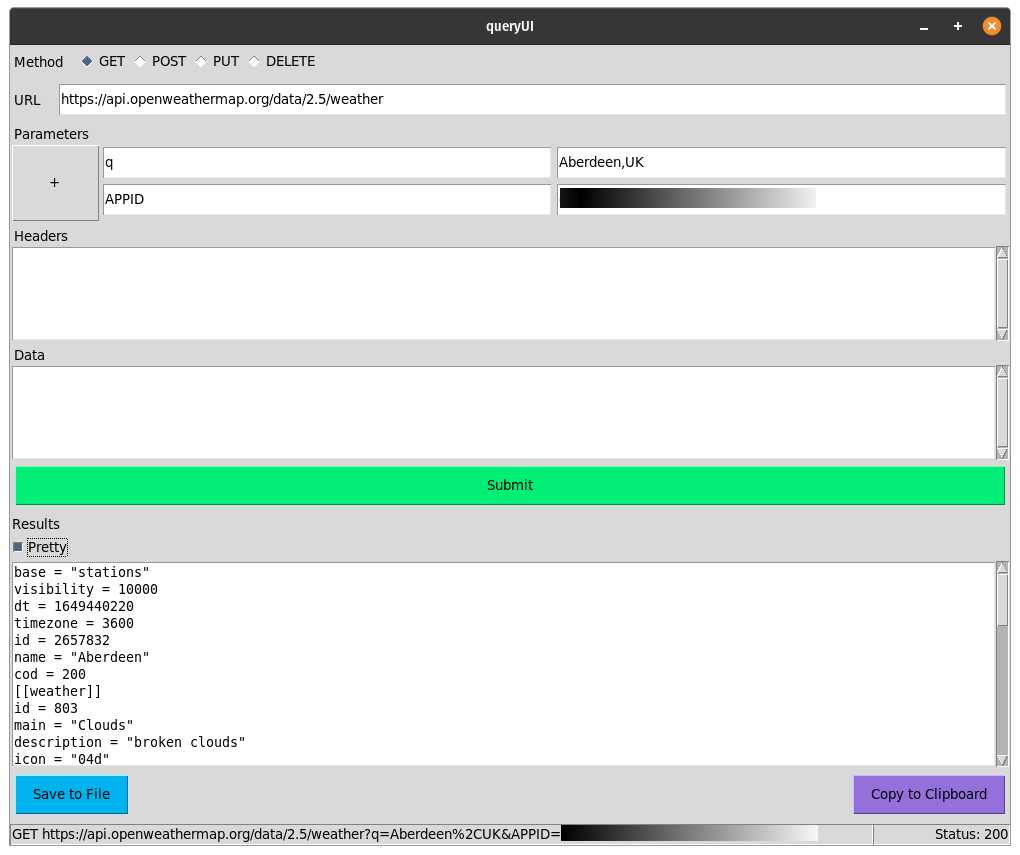 queryUI
Method GET POST PUT DELETE
URL https://api.openweathermap.org/data/2.5/weather
Parameters
+ q Aberdeen,UK
APPID
Headers
Data
Submit
Results
Pretty
base = "stations"
visibility = 10000
dt = 1649440220
timezone = 3600
id = 2657832
name = "Aberdeen"
cod = 200
[[weather]]
id = 803
main = "Clouds"
description = "broken clouds"
icon = "04d"
Save to File Copy to Clipboard
GET https://api.openweathermap.org/data/2.5/weather?q=Aberdeen%2CUK&APPID= Status: 200